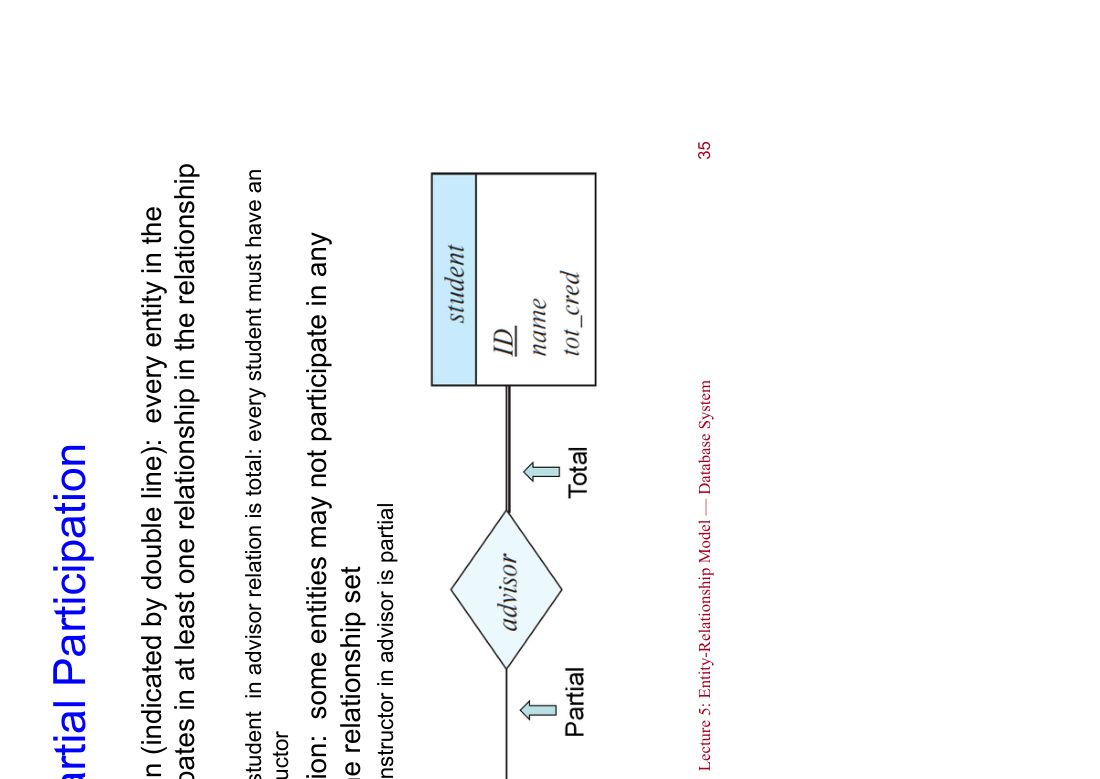 artial Participation
n (indicated by double line): every entity in the
pates in at least one relationship in the relationship
student in advisor relation is total: every student must have an
uctor
ion: some entities may not participate in any
ne relationship set
nstructor in advisor is partial
student
ID
name
tot_cred
advisor
Total
Partial
Lecture 5: Entity-Relationship Model — Database System
35